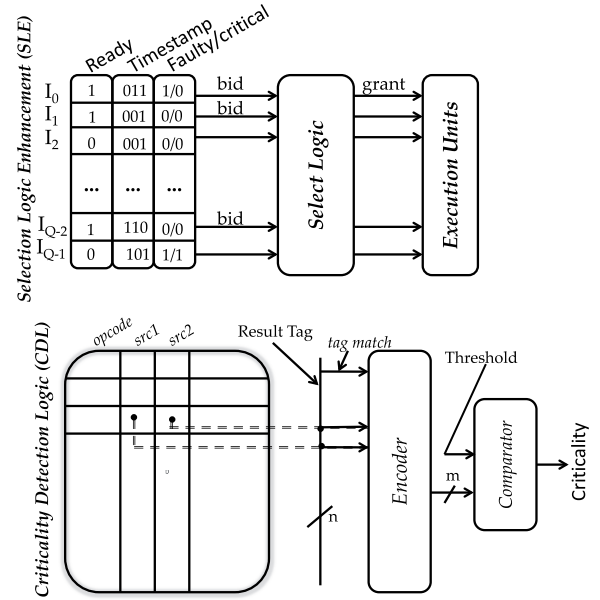 Selection Logic Enhancement (SLE)
Ready Timestamp Faulty/critical
I0 1 011 1/0 bid grant
I1 1 001 0/0 bid
I2 0 001 0/0
... ... ...
IQ-2 1 110 0/0 bid
IQ-1 0 101 1/1
Select Logic
Execution Units
Criticality Detection Logic (CDL)
opcode src1 src2
Result Tag
tag match
Threshold
Encoder
n
m
Comparator
Criticality